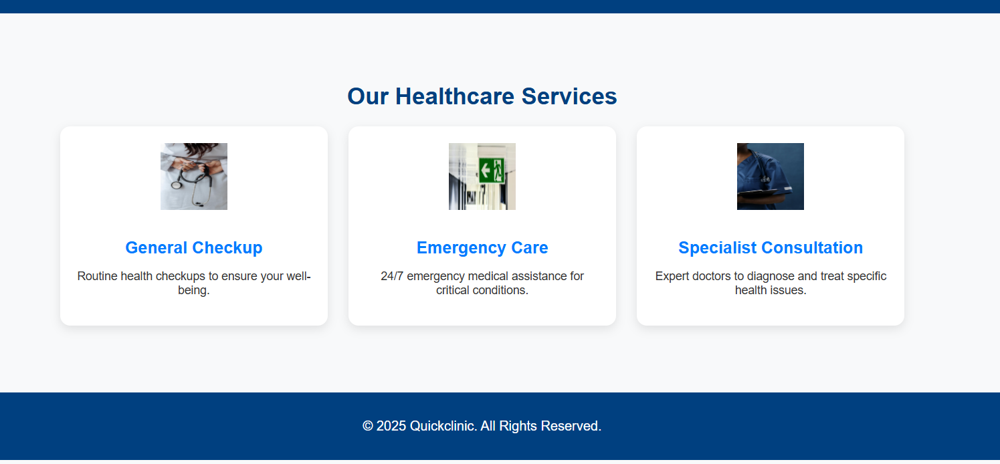 Our Healthcare Services
General Checkup
Routine health checkups to ensure your well-
being.
Emergency Care
24/7 emergency medical assistance for
critical conditions.
Specialist Consultation
Expert doctors to diagnose and treat specific
health issues.
© 2025 Quickclinic. All Rights Reserved.